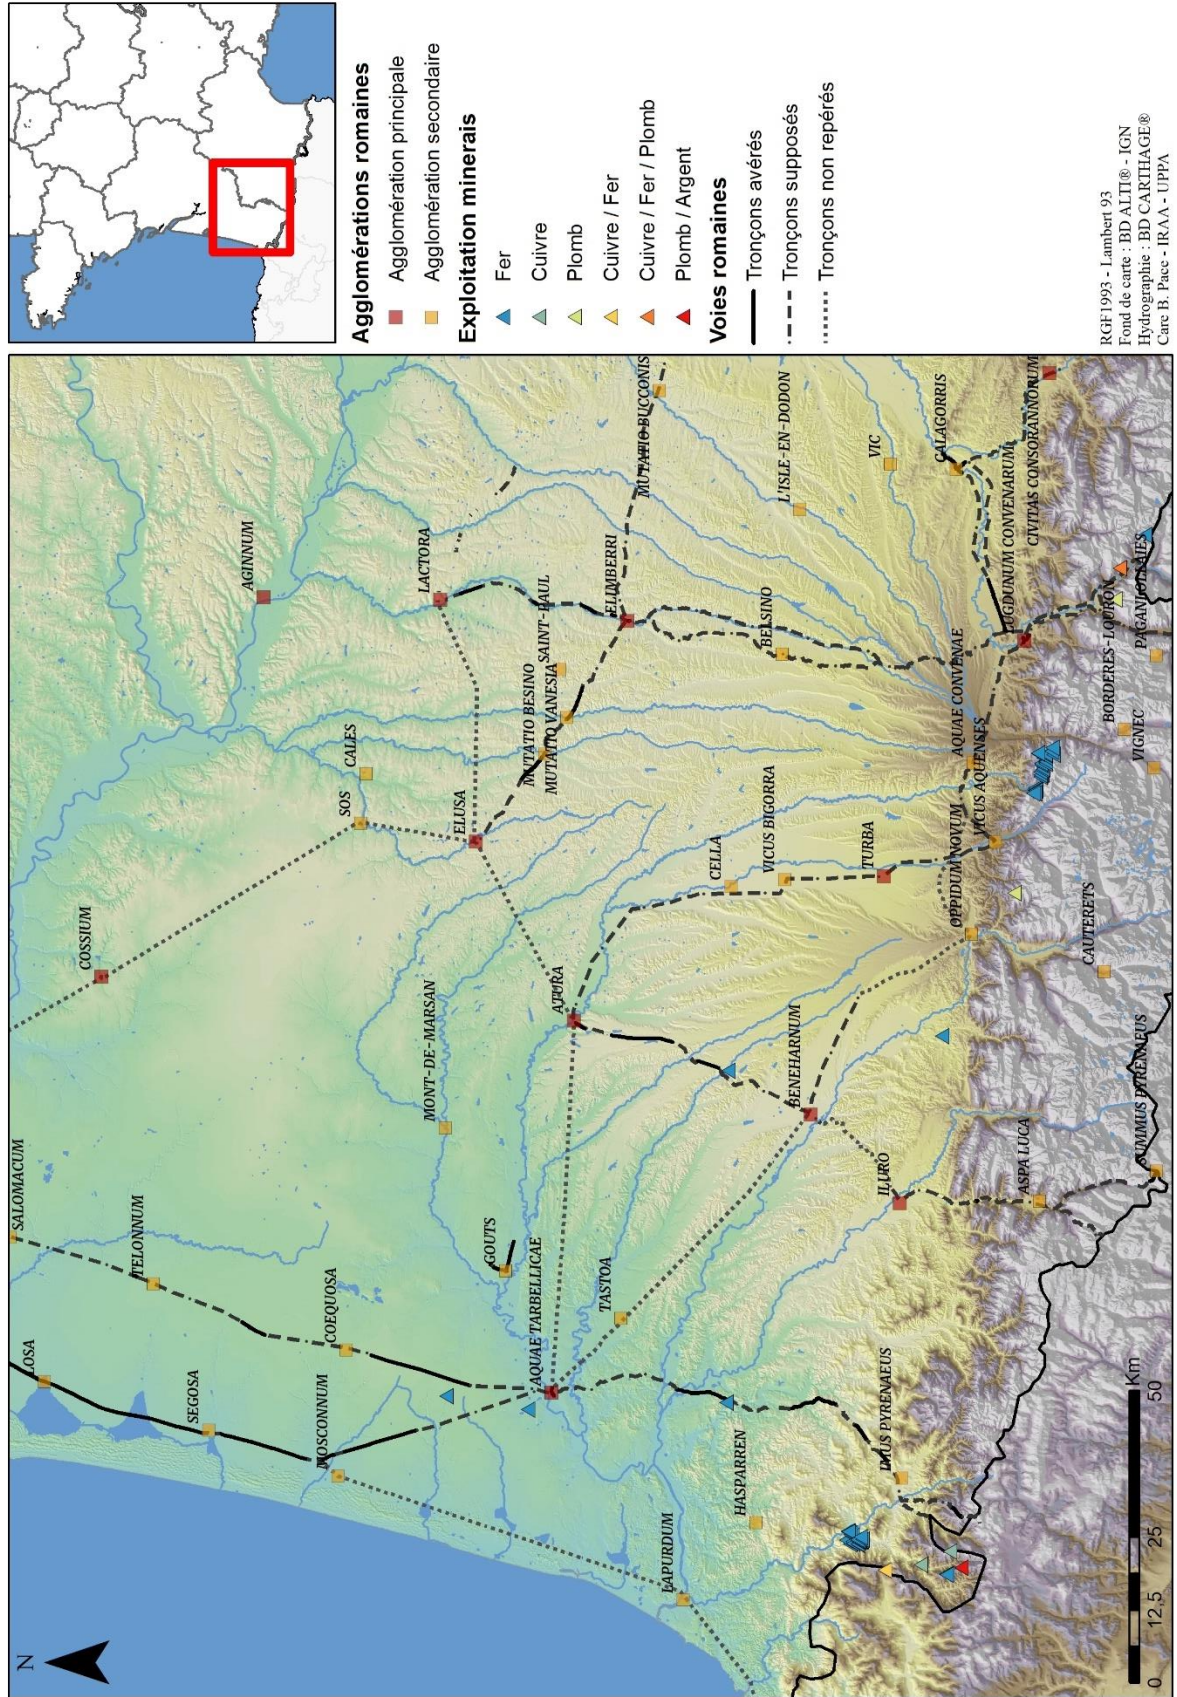 N
SALOMACUM
LOSA
TELONNUM
COSSIUM
SEGOSA
AGINNUM
COEQUOSA
MOSCONNUM
SOS
CALES
MONT-DE-MARSAN
LACTORA
ELUSA
GOUTS
AQUAE TARBELLICAE
ATURA
MUTATIO BESINO
MUTATIO VANESIA
SAINT-PAUL
ELIMBERRI
MUTATIO BUCCONIS
TASTOA
LAPURDUM
CELLA
HASPARREN
BENEHARNUM
VICUS BIGORRA
BELSINO
L'ISLE-EN-DODON
TURBA
VIC
ILURO
IMUS PYRENAEUS
OPPIDUM NOVUM
VICUS AQUENSES
AQUAE CONVENAE
CALAGORRIS
LUGDUNUM CONVENARUM
CIVITAS CONSORANNORUM
ASPA LUCA
CAUTERETS
BORDERES-LOURON
SUMMUS PYRENAEUS
VIGNEC
0 12,5 25 50
Km
Agglomérations romaines
Agglomération principale
Agglomération secondaire
Exploitation minerais
Fer
Cuivre
Plomb
Cuivre / Fer
Cuivre / Fer / Plomb
Plomb / Argent
Voies romaines
Tronçons avérés
Tronçons supposés
Tronçons non repérés
RGF1993 - Lambert 93
Fond de carte : BD ALTI® - IGN
Hydrographie : BD CARTHAGE®
Care B. Pace - IRAA - UPPA